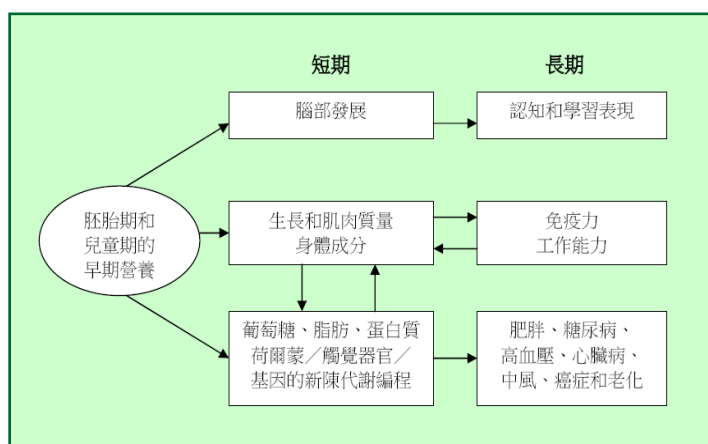 短期
長期
腦部發展
認知和學習表現
胚胎期和
兒童期的
早期營養
生長和肌肉質量
身體成分
免疫力
工作能力
葡萄糖、脂肪、蛋白質
荷爾蒙／觸覺器官／
基因的新陳代謝編程
肥胖、糖尿病、
高血壓、心臟病、
中風、癌症和老化